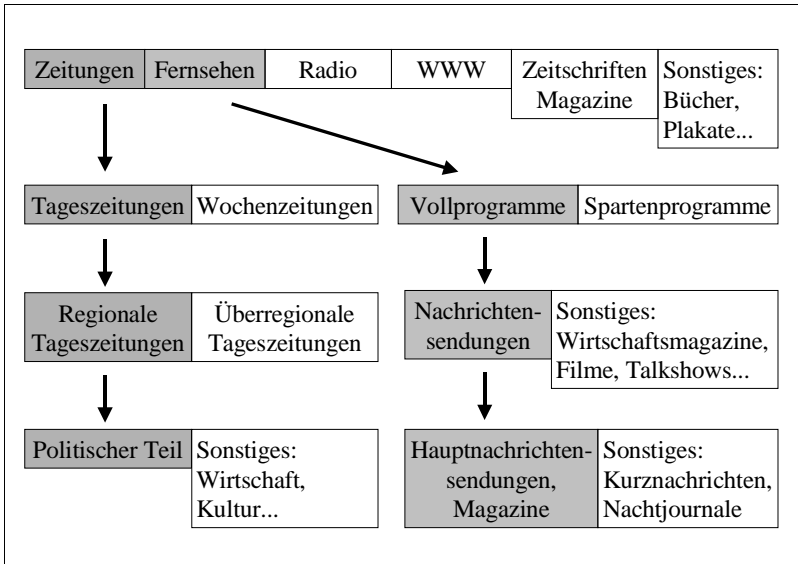 Zeitungen Fernsehen Radio WWW Zeitschriften Sonstiges:
Magazine Bücher,
Plakate...
Tageszeitungen Wochenzeitungen Vollprogramme Spartenprogramme
Regionale Überregionale
Tageszeitungen Tageszeitungen
Nachrichten- Sonstiges:
sendungen Wirtschaftsmagazine,
Filme, Talkshows...
Politischer Teil Sonstiges:
Wirtschaft,
Kultur...
Hauptnachrichten- Sonstiges:
sendungen, Kurznachrichten,
Magazine Nachtjournale